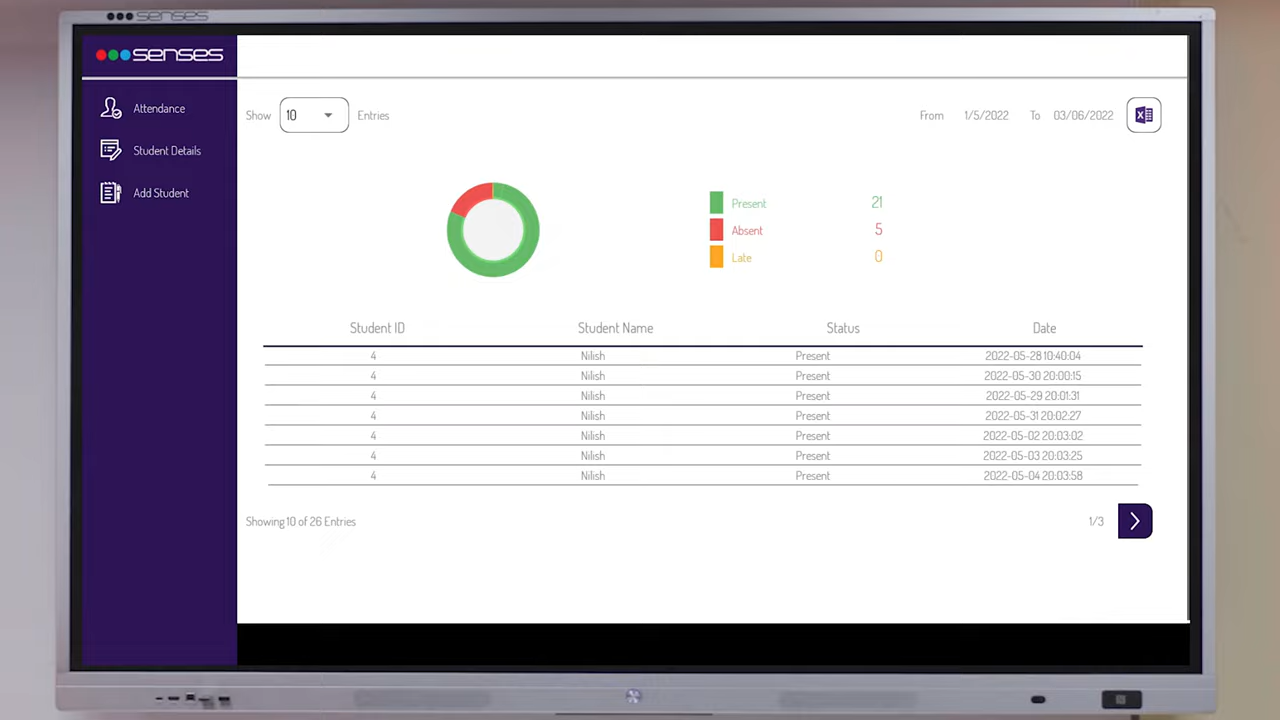 senses
senses
Attendance
Student Details
Add Student
Show 10 Entries
From 1/5/2022 To 03/06/2022
Present 21
Absent 5
Late 0
Student ID Student Name Status Date
4 Nilish Present 2022-05-28 10:40:04
4 Nilish Present 2022-05-30 20:00:15
4 Nilish Present 2022-05-29 20:01:31
4 Nilish Present 2022-05-31 20:02:27
4 Nilish Present 2022-05-02 20:03:02
4 Nilish Present 2022-05-03 20:03:25
4 Nilish Present 2022-05-04 20:03:58
Showing 10 of 26 Entries
1/3